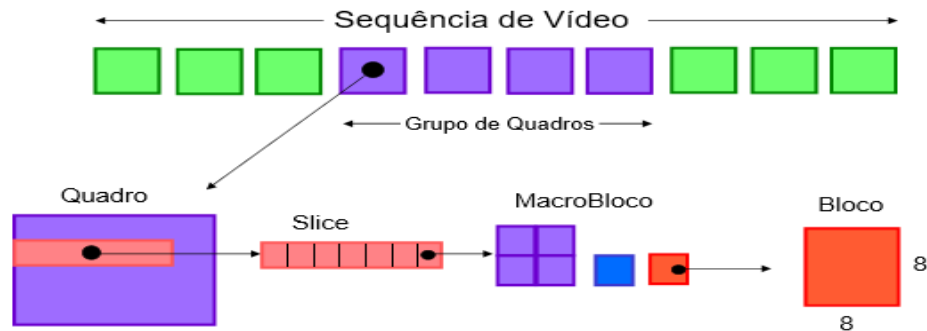 Sequência de Vídeo
Grupo de Quadros
Quadro
Slice
MacroBloco
Bloco
8
8